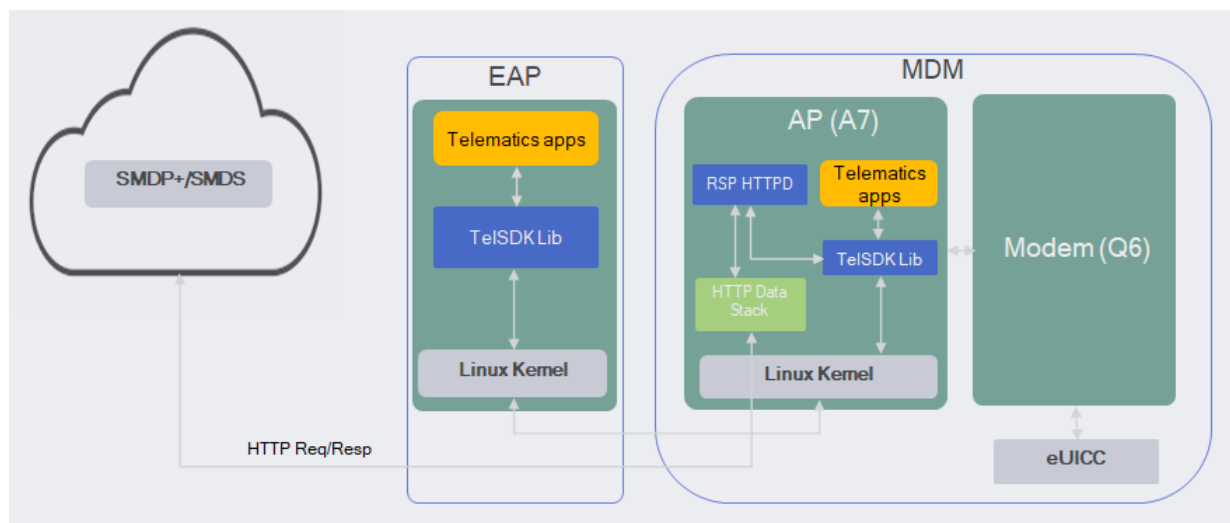 EAP
MDM
Telematics apps
AP (A7)
SMDP+/SMDS
RSP HTTPD
Telematics
apps
TelSDK Lib
TelSDK Lib
Modem (Q6)
HTTP Data
Stack
Linux Kernel
Linux Kernel
HTTP Req/Resp
eUICC